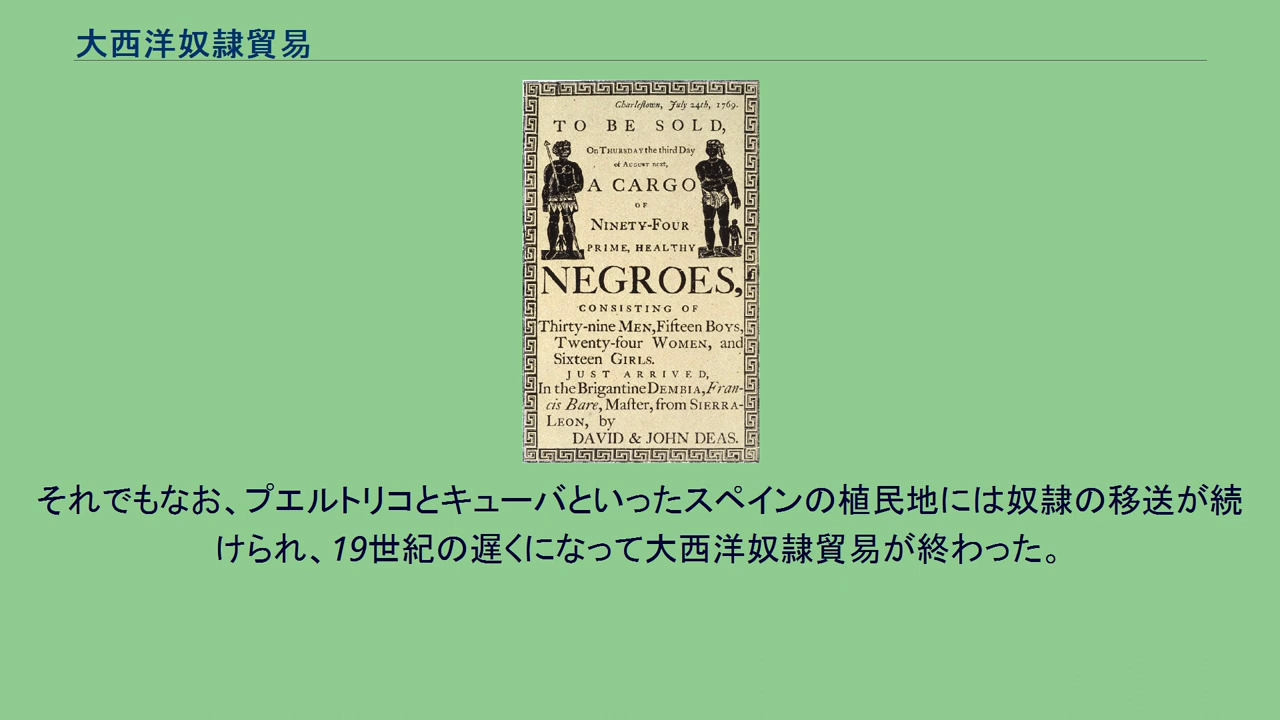 大西洋奴隷貿易
Charleſtown, July 24th, 1769.
TO BE SOLD,
On THURSDAY the third Day
of AUGUST next,
A CARGO
OF
NINETY-FOUR
PRIME, HEALTHY
NEGROES,
CONSISTING OF
Thirty-nine MEN, Fifteen BOYS,
Twenty-four WOMEN, and
Sixteen GIRLS.
JUST ARRIVED,
In the Brigantine DEMBIA, Fran-
cis Bare, Maſter, from SIERRA-
LEON, by
DAVID & JOHN DEAS.
それでもなお、プエルトリコとキューバといったスペインの植民地には奴隷の移送が続
けられ、19世紀の遅くになって大西洋奴隷貿易が終わった。